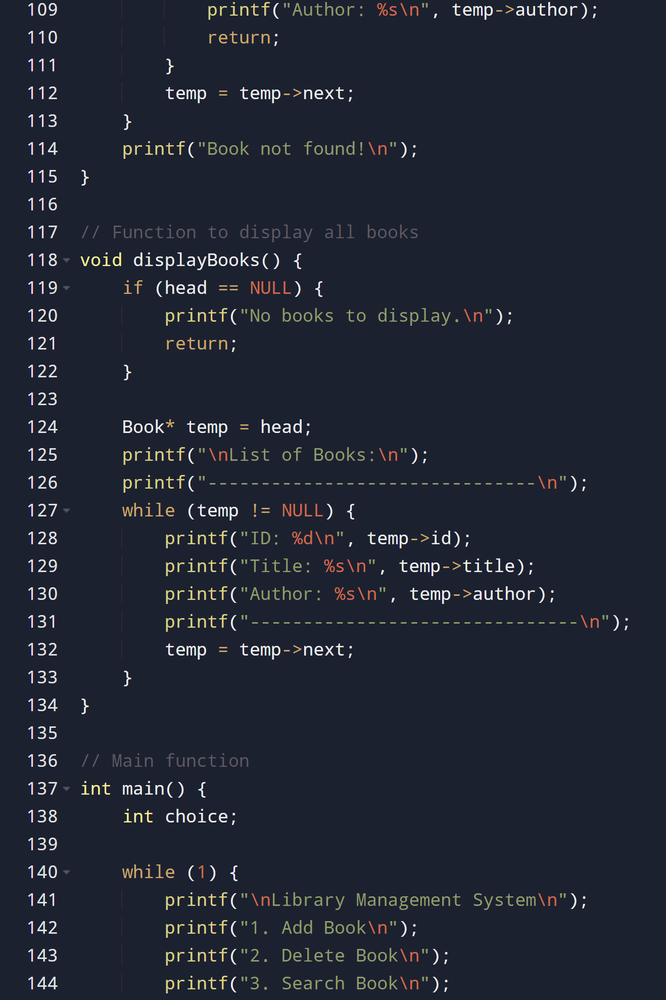 109 printf("Author: %s\n", temp->author);
110 return;
111 }
112 temp = temp->next;
113 }
114 printf("Book not found!\n");
115 }
116
117 // Function to display all books
118 void displayBooks() {
119 if (head == NULL) {
120 printf("No books to display.\n");
121 return;
122 }
123
124 Book* temp = head;
125 printf("\nList of Books:\n");
126 printf("-------------------------------\n");
127 while (temp != NULL) {
128 printf("ID: %d\n", temp->id);
129 printf("Title: %s\n", temp->title);
130 printf("Author: %s\n", temp->author);
131 printf("-------------------------------\n");
132 temp = temp->next;
133 }
134 }
135
136 // Main function
137 int main() {
138 int choice;
139
140 while (1) {
141 printf("\nLibrary Management System\n");
142 printf("1. Add Book\n");
143 printf("2. Delete Book\n");
144 printf("3. Search Book\n");